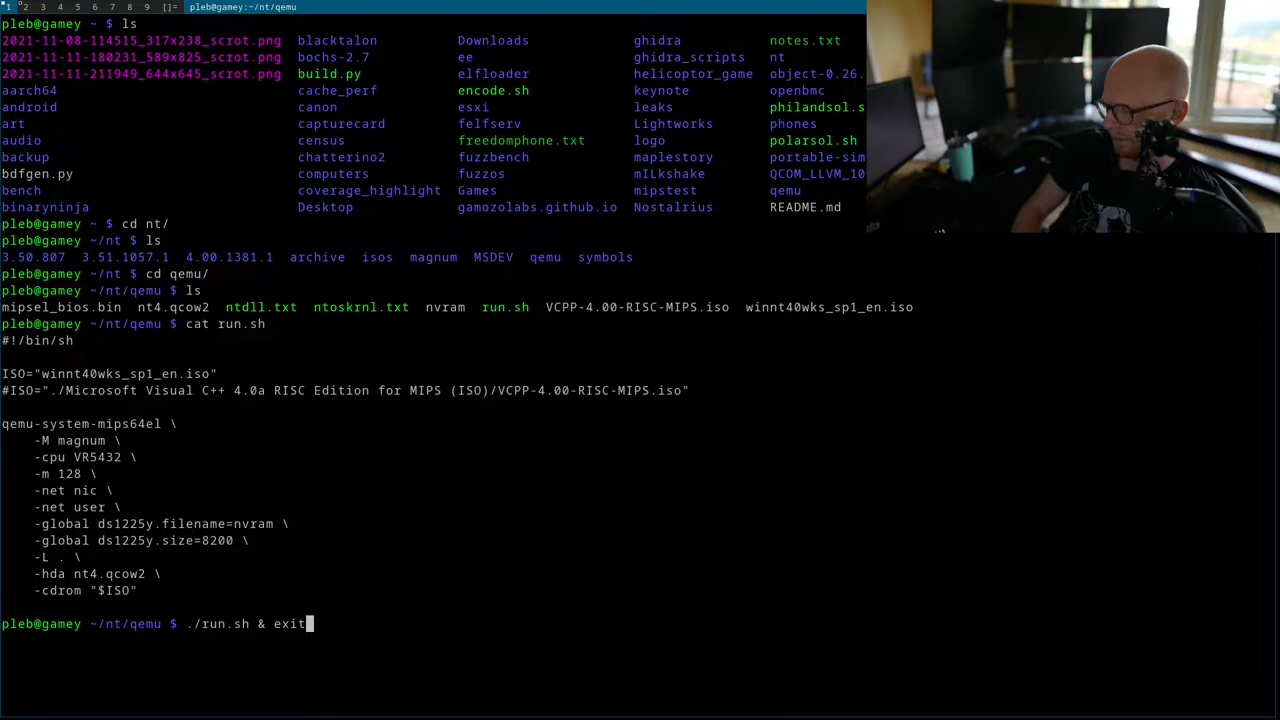 1 2 3 4 5 6 7 8 9 []= pleb@gamey:~/nt/qemu
pleb@gamey ~ $ ls
2021-11-08-114515_317x238_scrot.png blacktalon Downloads ghidra notes.txt
2021-11-11-180231_589x825_scrot.png bochs-2.7 ee ghidra_scripts nt
2021-11-11-211949_644x645_scrot.png build.py elfloader helicoptor_game object-0.26.
aarch64 cache_perf encode.sh keynote openbmc
android canon esxi leaks philandsol.s
art capturecard felfserv Lightworks phones
audio census freedomphone.txt logo polarsol.sh
backup chatterino2 fuzzbench maplestory portable-sim
bdfgen.py computers fuzzos mILkshake QCOM_LLVM_10
bench coverage_highlight Games mipstest qemu
binaryninja Desktop gamozolabs.github.io Nostalrius README.md
pleb@gamey ~ $ cd nt/
pleb@gamey ~/nt $ ls
3.50.807 3.51.1057.1 4.00.1381.1 archive isos magnum MSDEV qemu symbols
pleb@gamey ~/nt $ cd qemu/
pleb@gamey ~/nt/qemu $ ls
mipsel_bios.bin nt4.qcow2 ntdll.txt ntoskrnl.txt nvram run.sh VCPP-4.00-RISC-MIPS.iso winnt40wks_sp1_en.iso
pleb@gamey ~/nt/qemu $ cat run.sh
#!/bin/sh
ISO="winnt40wks_sp1_en.iso"
#ISO="./Microsoft Visual C++ 4.0a RISC Edition for MIPS (ISO)/VCPP-4.00-RISC-MIPS.iso"
qemu-system-mips64el \
-M magnum \
-cpu VR5432 \
-m 128 \
-net nic \
-net user \
-global ds1225y.filename=nvram \
-global ds1225y.size=8200 \
-L . \
-hda nt4.qcow2 \
-cdrom "$ISO"
pleb@gamey ~/nt/qemu $ ./run.sh & exit